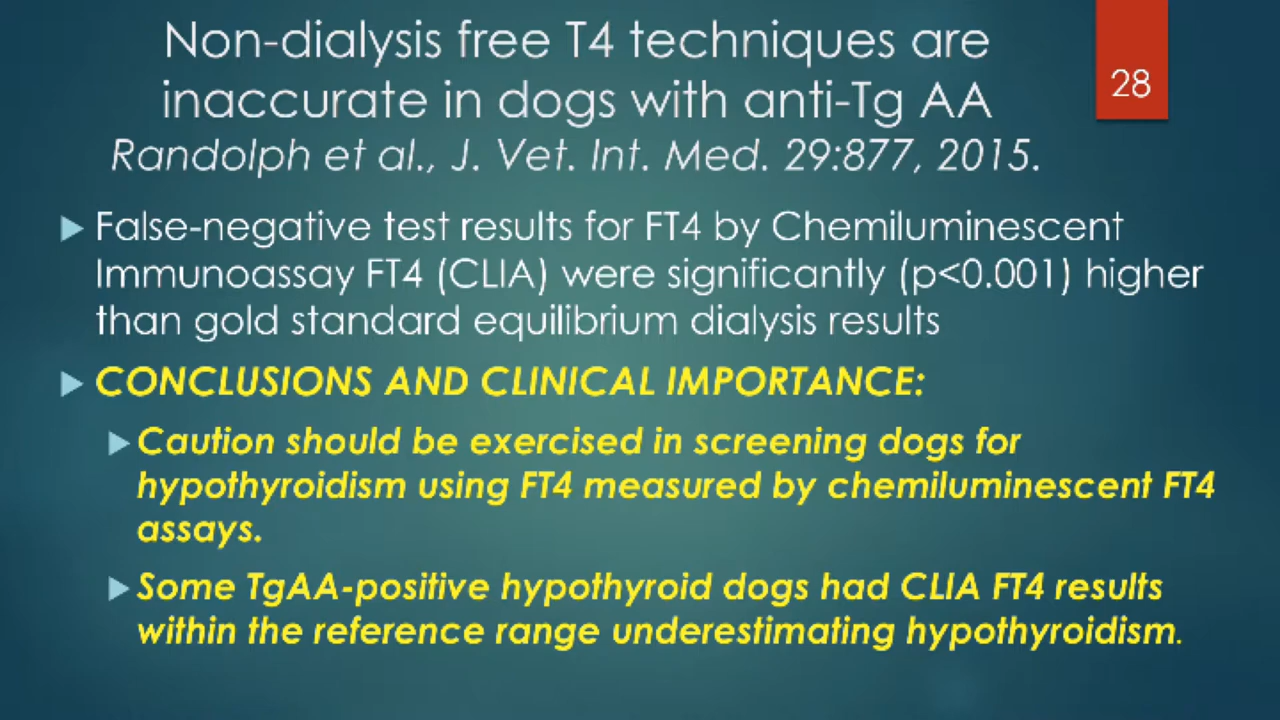 Non-dialysis free T4 techniques are
inaccurate in dogs with anti-Tg AA
28
Randolph et al., J. Vet. Int. Med. 29:877, 2015.
False-negative test results for FT4 by Chemiluminescent
Immunoassay FT4 (CLIA) were significantly (p<0.001) higher
than gold standard equilibrium dialysis results
CONCLUSIONS AND CLINICAL IMPORTANCE:
Caution should be exercised in screening dogs for
hypothyroidism using FT4 measured by chemiluminescent FT4
assays.
Some TgAA-positive hypothyroid dogs had CLIA FT4 results
within the reference range underestimating hypothyroidism.